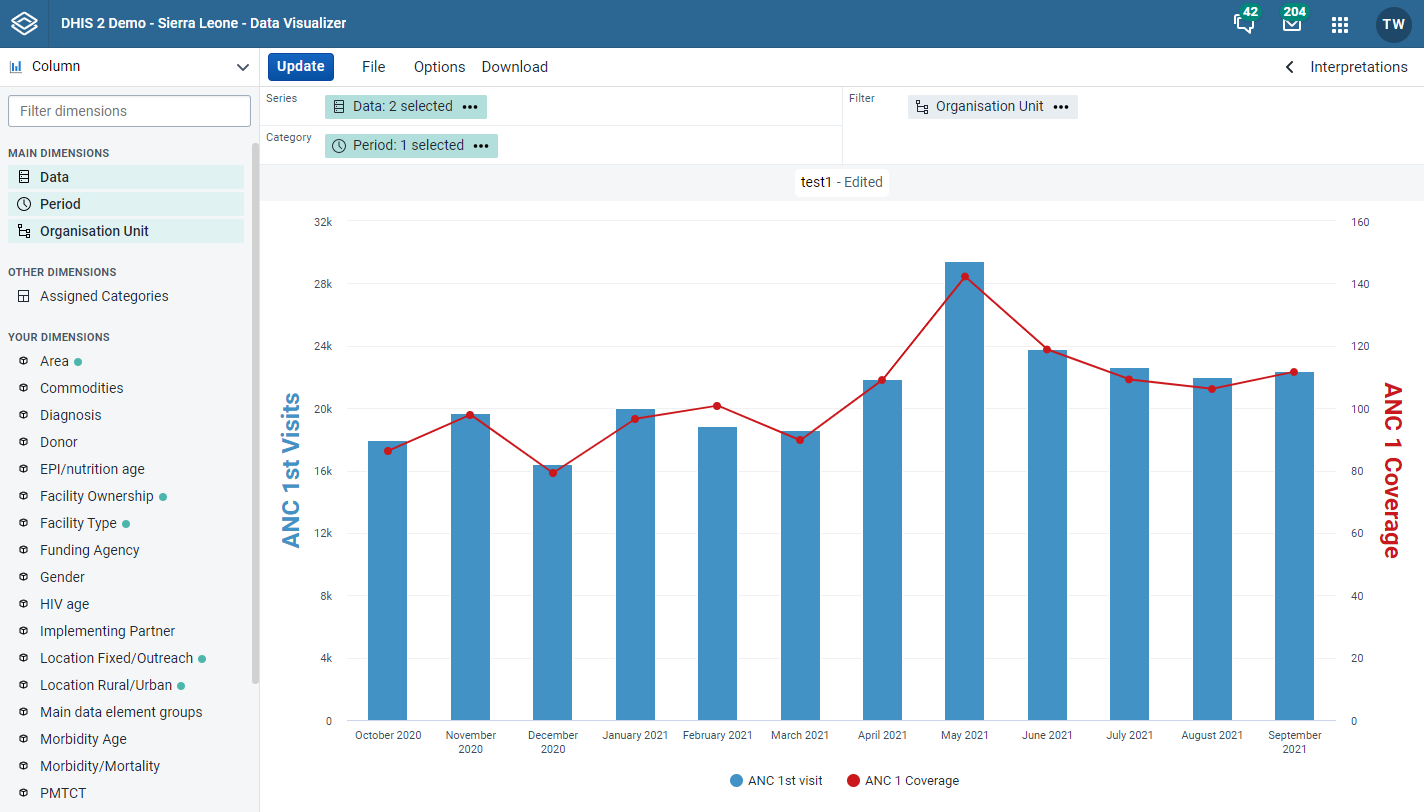 DHIS 2 Demo - Sierra Leone - Data Visualizer
42
204
TW
Column
Update
File
Options
Download
Interpretations
Filter dimensions
MAIN DIMENSIONS
Data
Period
Organisation Unit
OTHER DIMENSIONS
Assigned Categories
YOUR DIMENSIONS
Area
Commodities
Diagnosis
Donor
EPI/nutrition age
Facility Ownership
Facility Type
Funding Agency
Gender
HIV age
Implementing Partner
Location Fixed/Outreach
Location Rural/Urban
Main data element groups
Morbidity Age
Morbidity/Mortality
PMTCT
Series
Data: 2 selected
Category
Period: 1 selected
Filter
Organisation Unit
test1 - Edited
ANC 1st Visits
32k
28k
24k
20k
16k
12k
8k
4k
0
160
140
120
100
80
60
40
20
0
ANC 1 Coverage
October 2020
November
2020
December
2020
January 2021
February 2021
March 2021
April 2021
May 2021
June 2021
July 2021
August 2021
September
2021
ANC 1st visit
ANC 1 Coverage